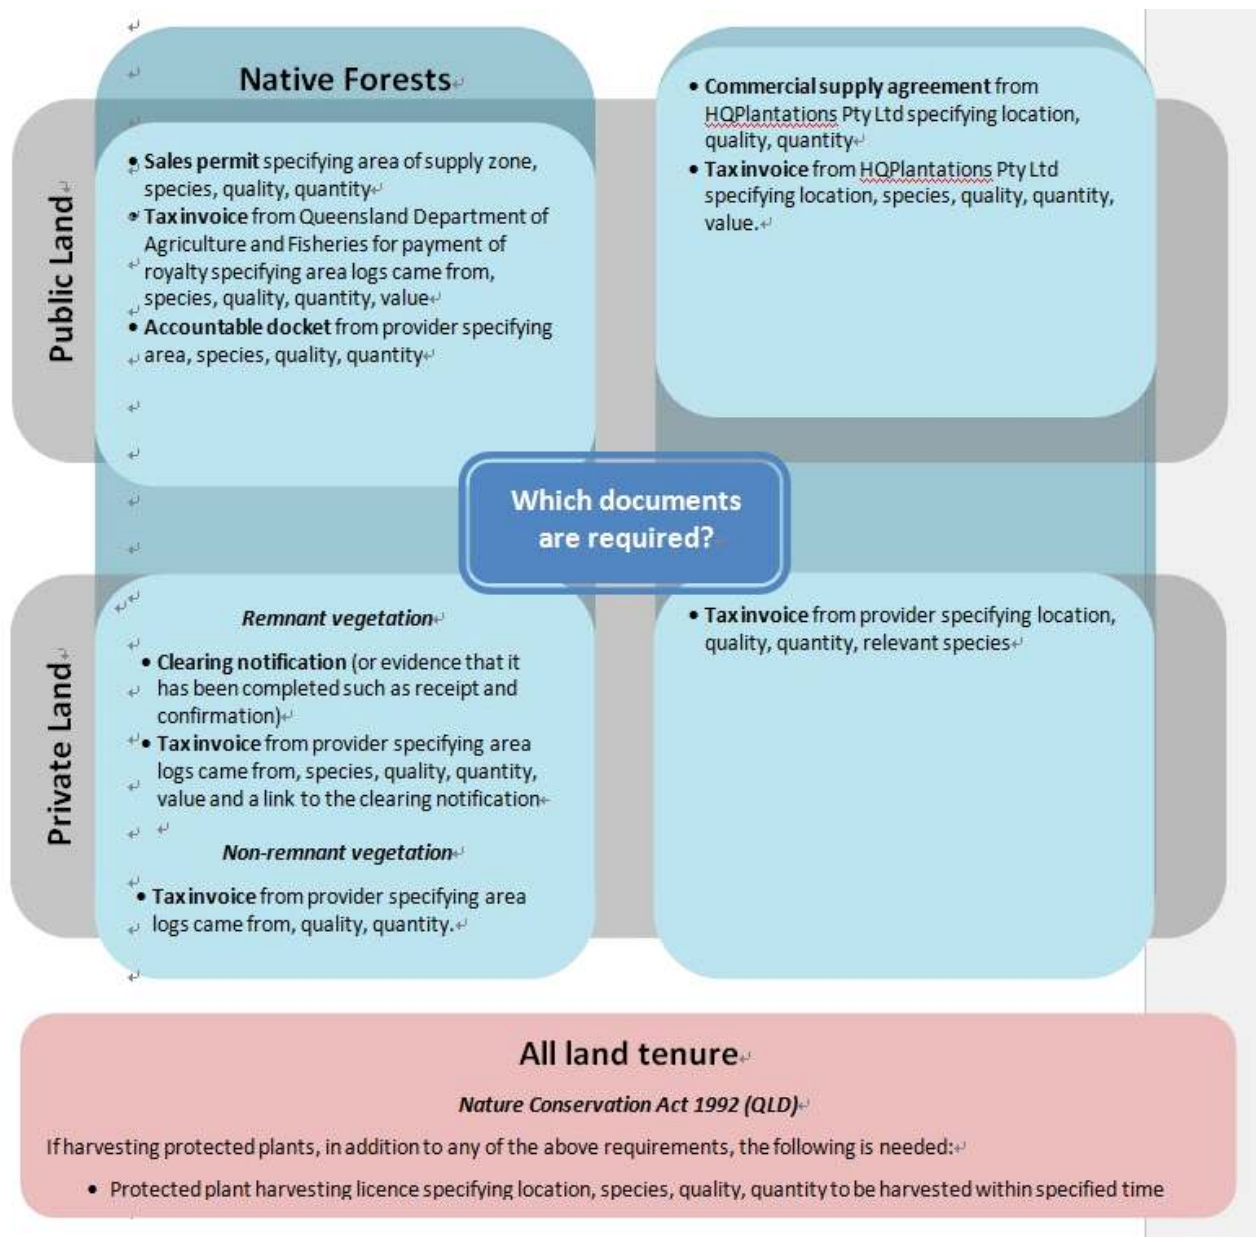 Native Forests
Public Land
• Sales permit specifying area of supply zone,
species, quality, quantity
• Tax invoice from Queensland Department of
Agriculture and Fisheries for payment of
royalty specifying area logs came from,
species, quality, quantity, value
• Accountable docket from provider specifying
area, species, quality, quantity
• Commercial supply agreement from
HQPlantations Pty Ltd specifying location,
quality, quantity
• Tax invoice from HQPlantations Pty Ltd
specifying location, species, quality, quantity,
value.
Which documents
are required?
Private Land
Remnant vegetation
• Clearing notification (or evidence that it
has been completed such as receipt and
confirmation)
• Tax invoice from provider specifying area
logs came from, species, quality, quantity,
value and a link to the clearing notification
Non-remnant vegetation
• Tax invoice from provider specifying area
logs came from, quality, quantity.
• Tax invoice from provider specifying location,
quality, quantity, relevant species
All land tenure
Nature Conservation Act 1992 (QLD)
If harvesting protected plants, in addition to any of the above requirements, the following is needed:
• Protected plant harvesting licence specifying location, species, quality, quantity to be harvested within specified time